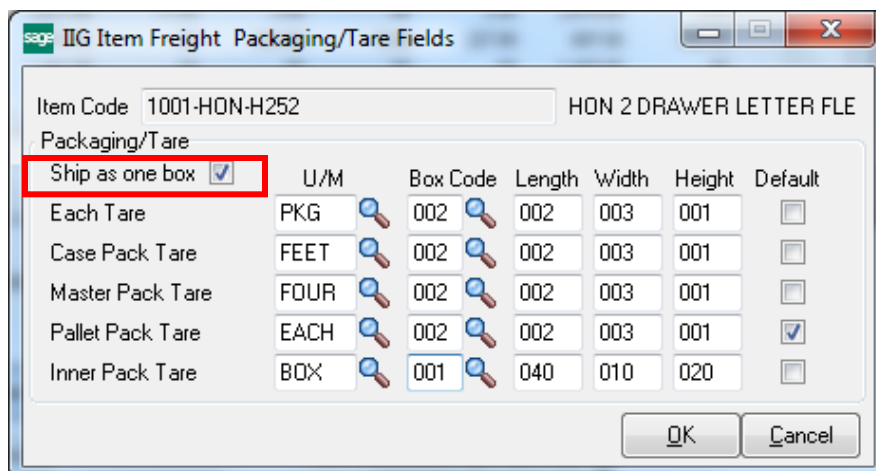 sage IIG Item Freight Packaging/Tare Fields
Item Code 1001-HON-H252 HON 2 DRAWER LETTER FLE
Packaging/Tare
Ship as one box U/M Box Code Length Width Height Default
Each Tare PKG 002 002 003 001
Case Pack Tare FEET 002 002 003 001
Master Pack Tare FOUR 002 002 003 001
Pallet Pack Tare EACH 002 002 003 001
Inner Pack Tare BOX 001 040 010 020
OK Cancel